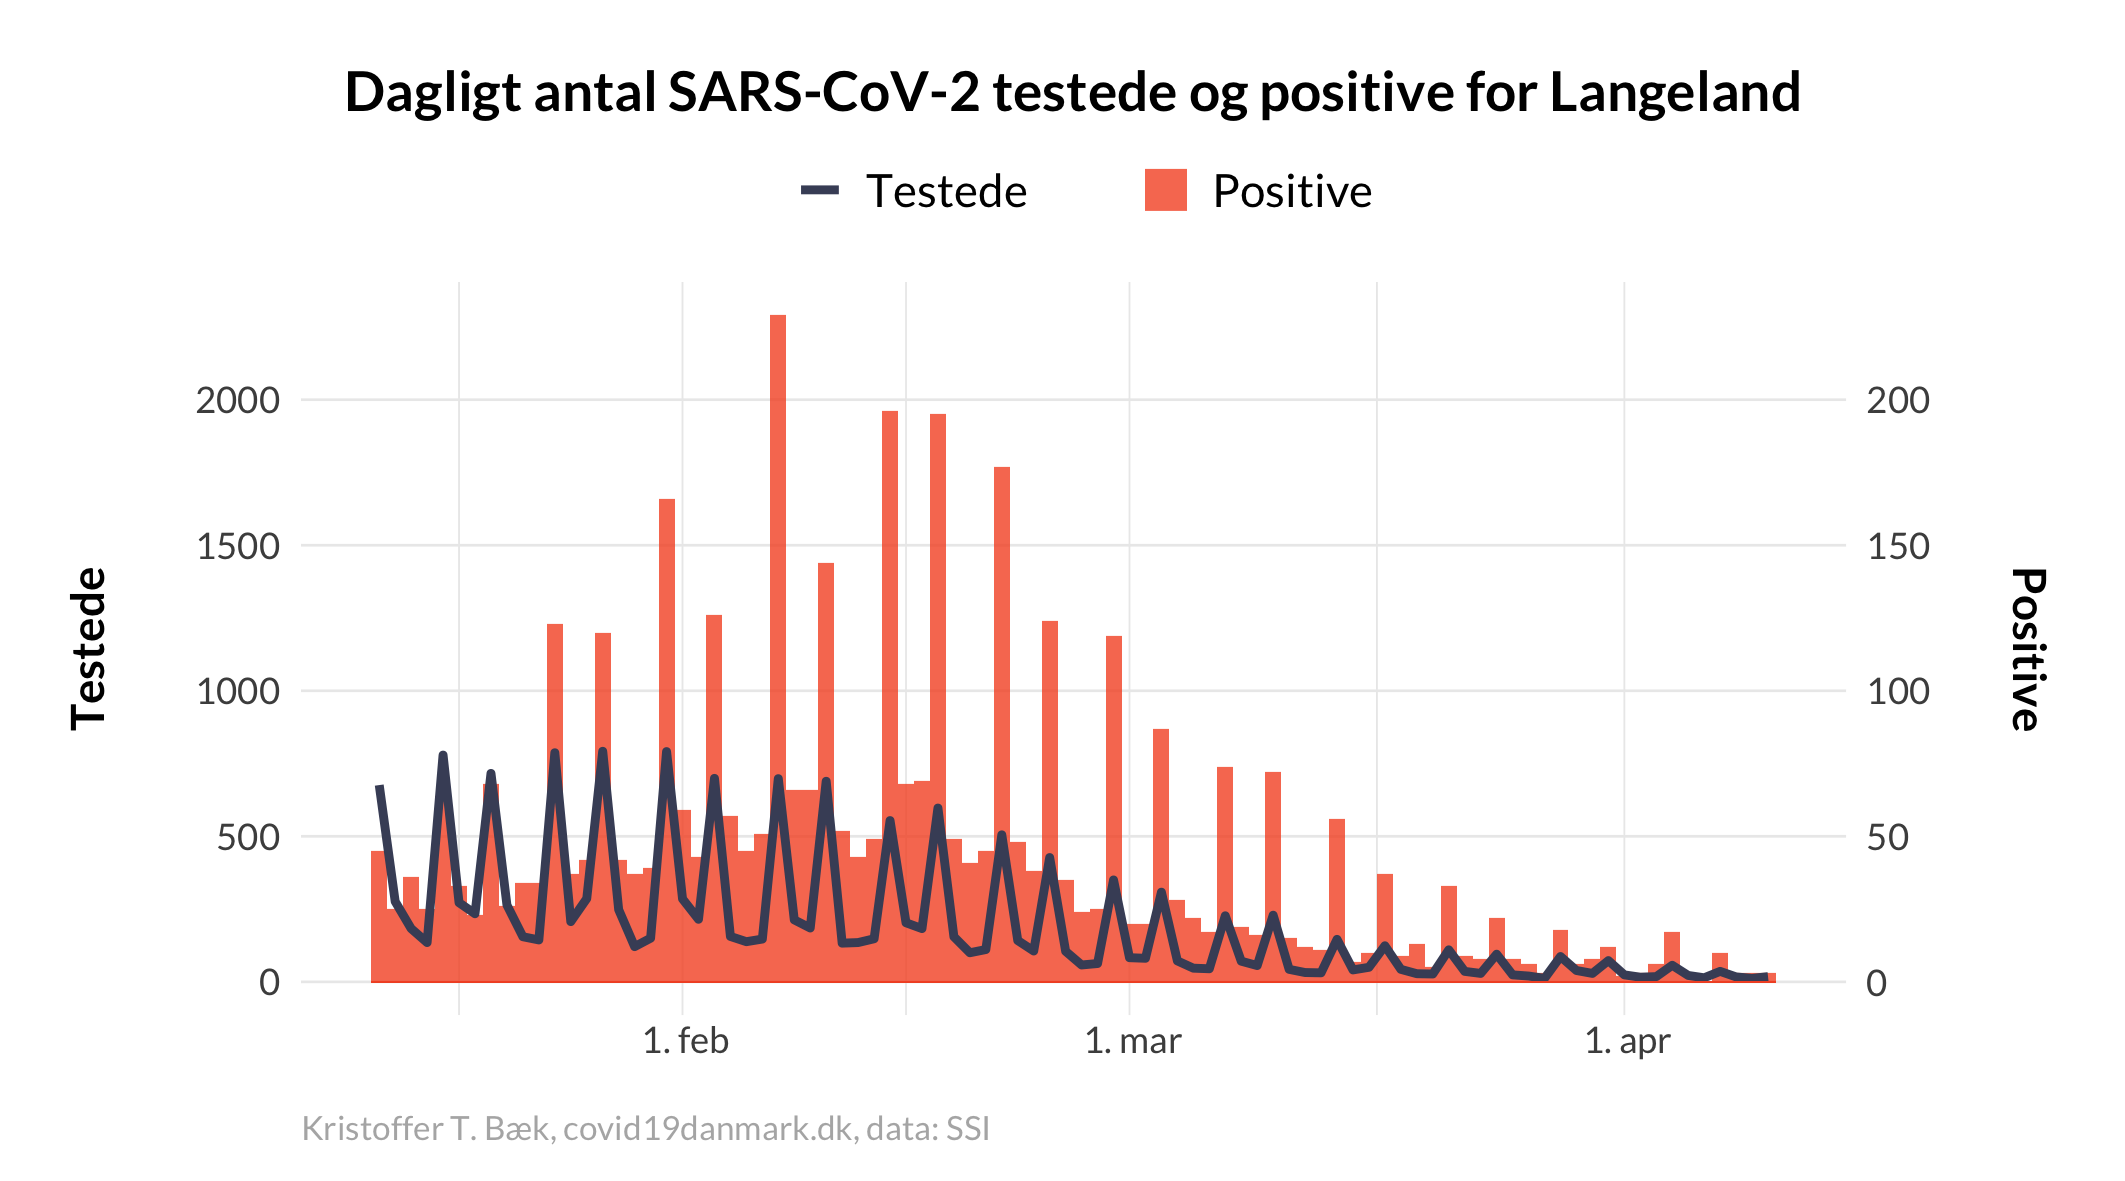 Dagligt antal SARS-CoV-2 testede og positive for Langeland
Testede
Positive
Testede
2000
1500
1000
500
0
200
150
100
50
0
Positive
1. feb
1. mar
1. apr
Kristoffer T. Bæk, covid19danmark.dk, data: SSI